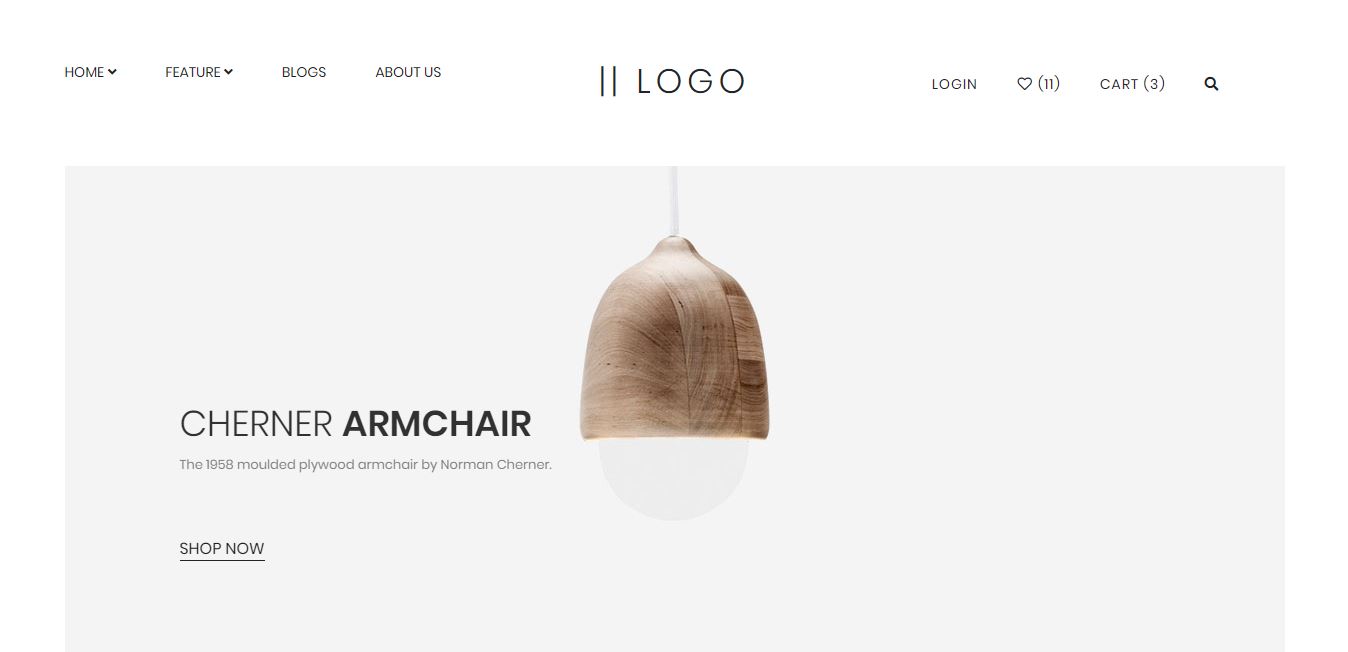 HOME FEATURE BLOGS ABOUT US
|| LOGO
LOGIN (11) CART (3)
CHERNER ARMCHAIR
The 1958 moulded plywood armchair by Norman Cherner.
SHOP NOW